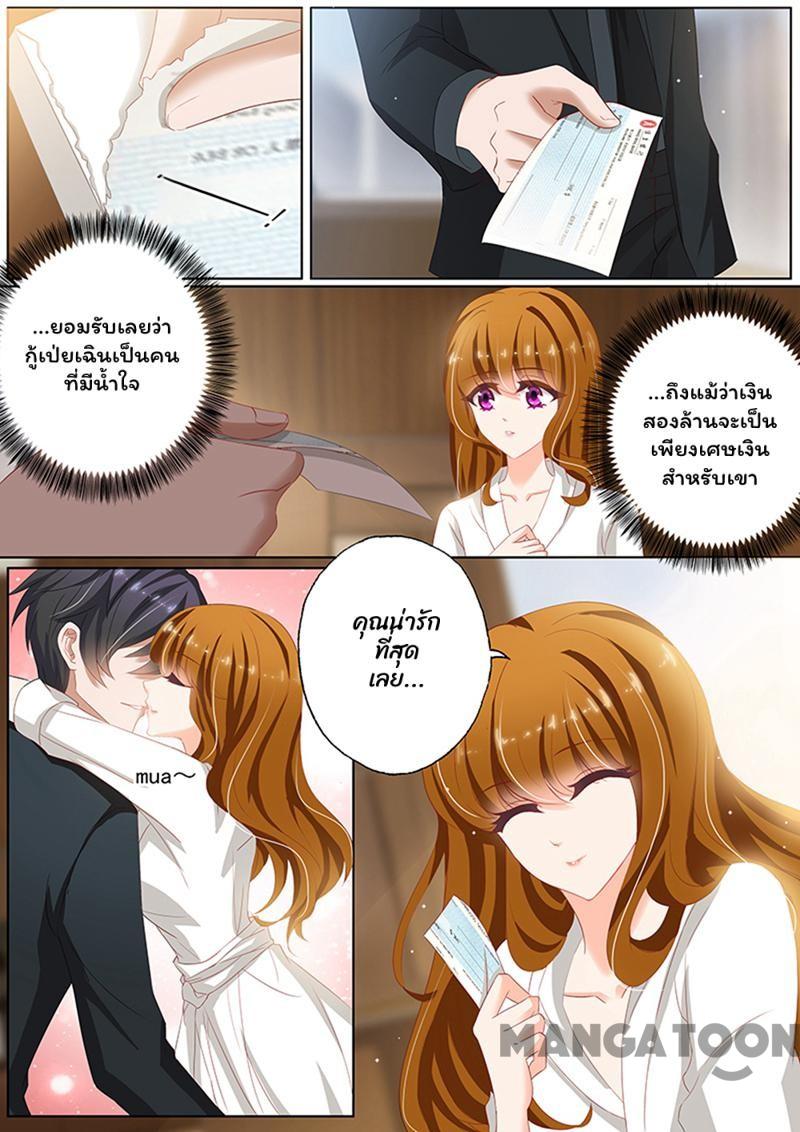 ...ยอมรับเลยว่า
กู้เป่ยเฉินเป็นคน
ที่มีน้ำใจ
...ถึงแม้ว่าเงิน
สองล้านจะเป็น
เพียงเศษเงิน
สำหรับเขา
คุณน่ารัก
ที่สุด
เลย...
mua～
MANGATOON